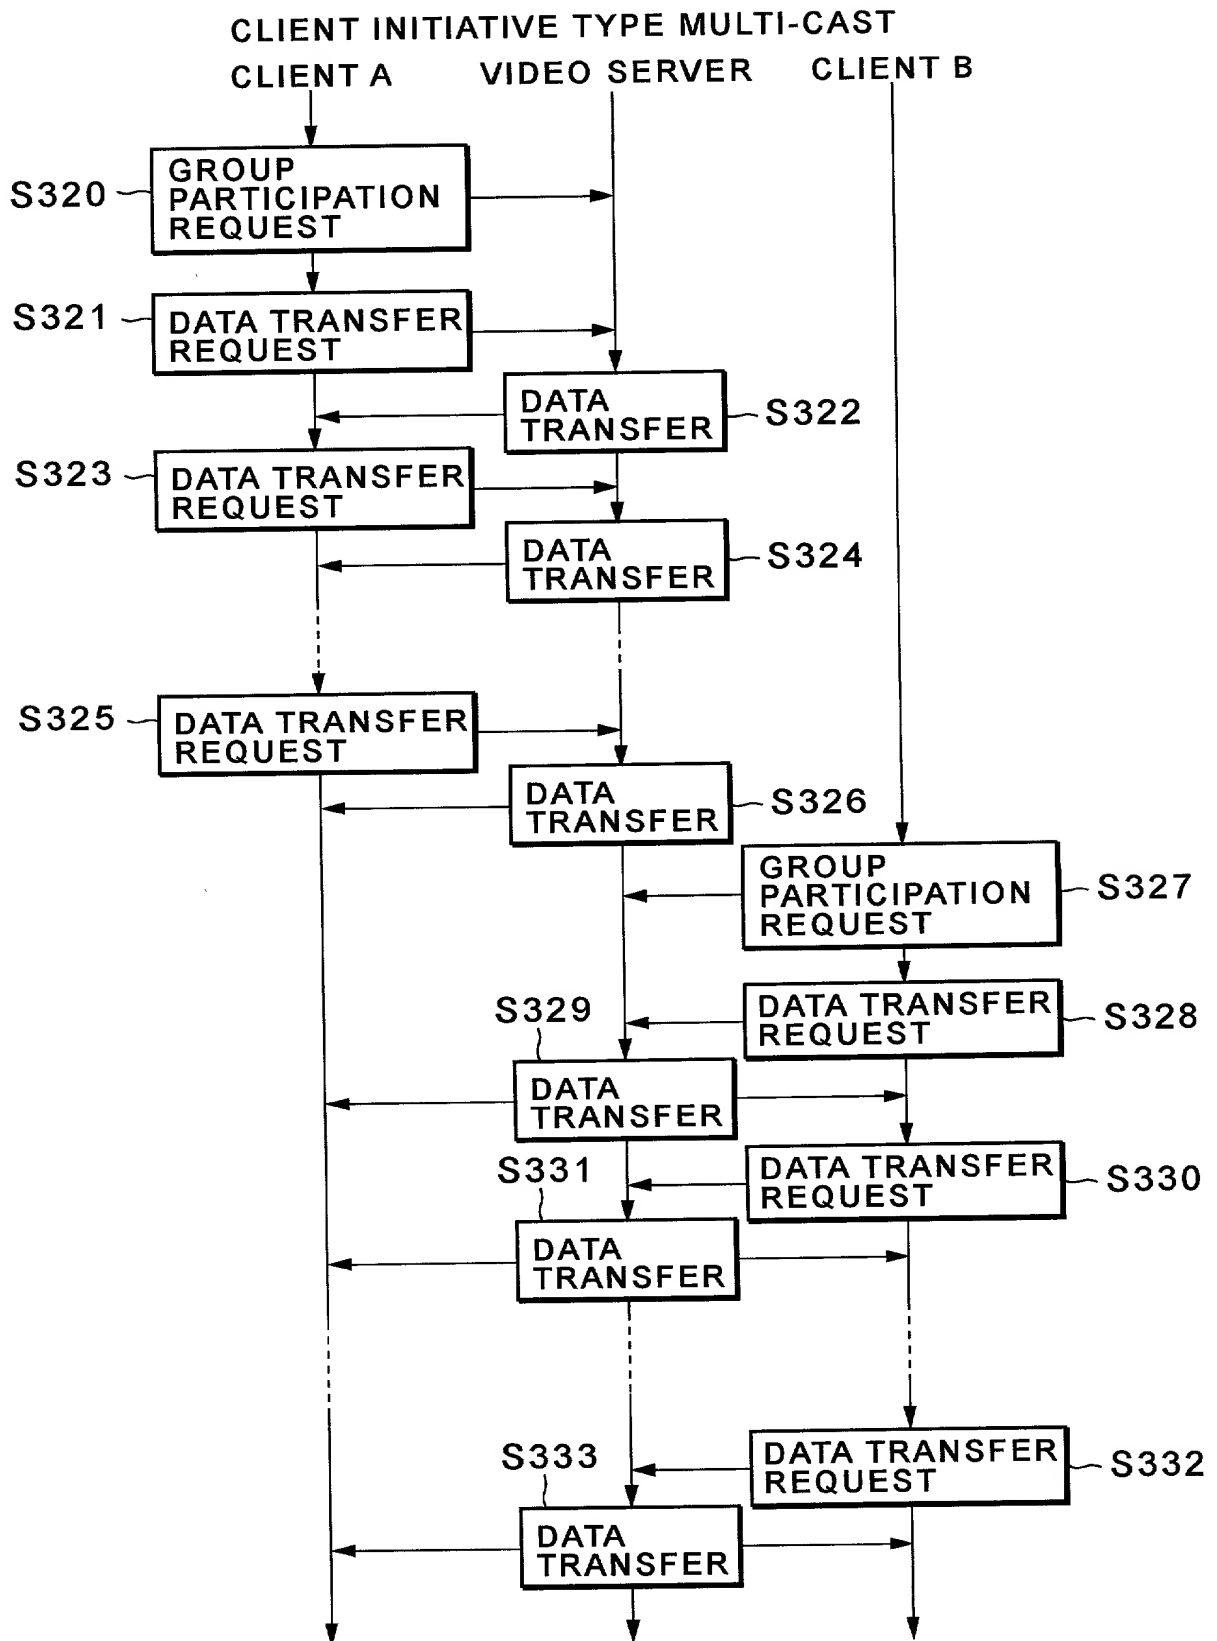 CLIENT INITIATIVE TYPE MULTI-CAST
CLIENT A VIDEO SERVER CLIENT B
S320
GROUP
PARTICIPATION
REQUEST
S321
DATA TRANSFER
REQUEST
DATA
TRANSFER
S322
S323
DATA TRANSFER
REQUEST
DATA
TRANSFER
S324
S325
DATA TRANSFER
REQUEST
DATA
TRANSFER
S326
GROUP
PARTICIPATION
REQUEST
S327
DATA TRANSFER
REQUEST
S328
S329
DATA
TRANSFER
DATA TRANSFER
REQUEST
S330
S331
DATA
TRANSFER
DATA TRANSFER
REQUEST
S332
S333
DATA
TRANSFER